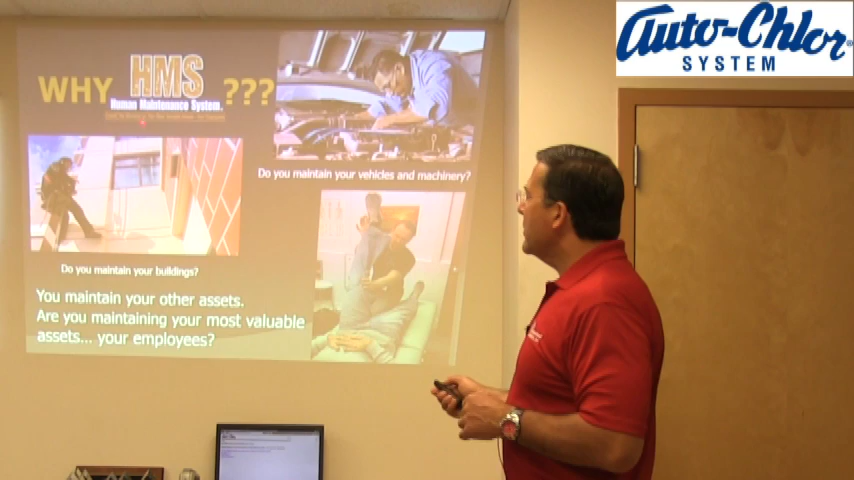 Auto-Chlor®
SYSTEM
WHY HMS ???
Human Maintenance System.
Do you maintain your vehicles and machinery?
Do you maintain your buildings?
You maintain your other assets.
Are you maintaining your most valuable
assets... your employees?